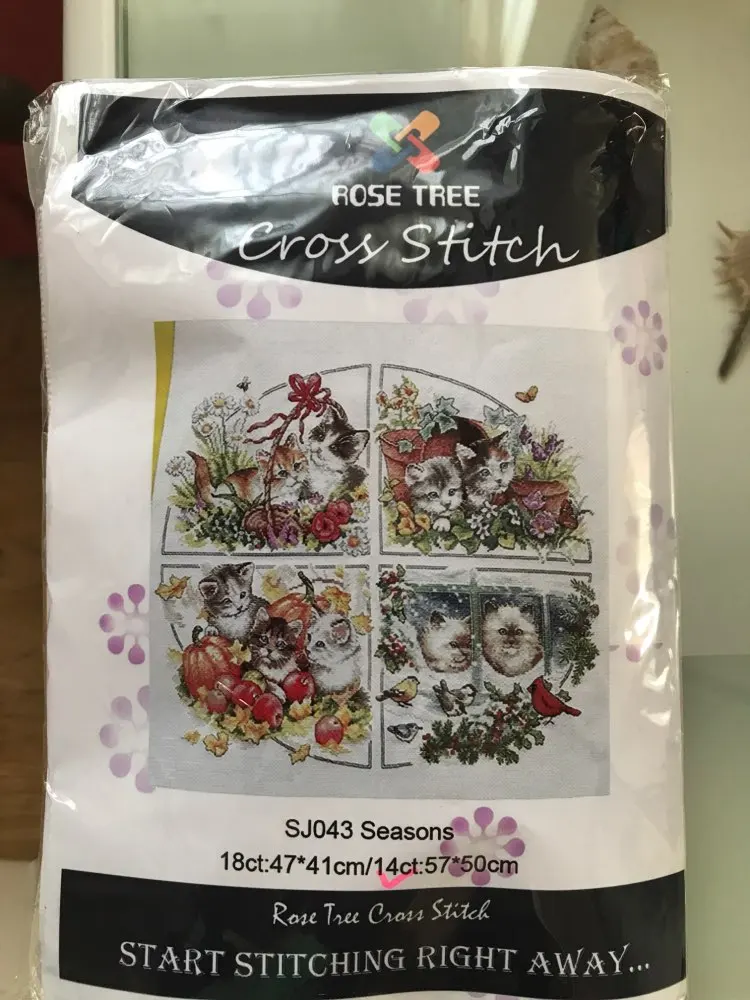 ROSE TREE
Cross Stitch
SJ043 Seasons
18ct:47*41cm/14ct:57*50cm
Rose Tree Cross Stitch
START STITCHING RIGHT AWAY...